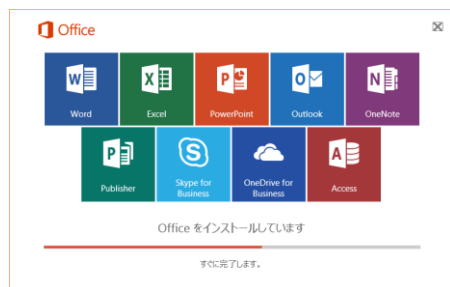 Office
Word
Excel
PowerPoint
Outlook
OneNote
Publisher
Skype for
Business
OneDrive for
Business
Access
Office をインストールしています
すぐに完了します。